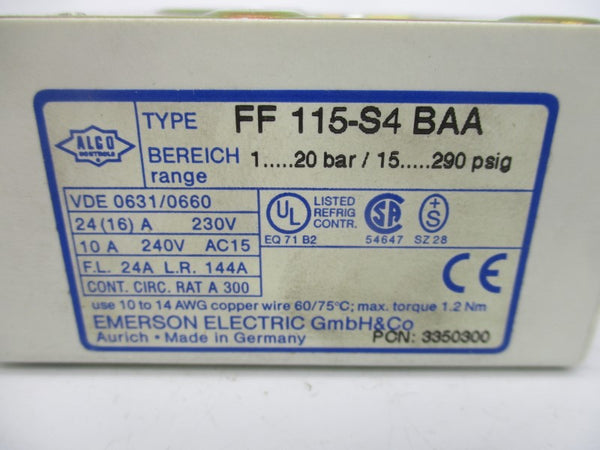 ALCO
CONTROLS
TYPE FF 115-S4 BAA
BEREICH 1.....20 bar / 15.....290 psig
range
VDE 0631/0660
24 (16) A 230V
10 A 240V AC15
F.L. 24A L.R. 144A
CONT. CIRC. RAT A 300
UL
LISTED
REFRIG
CONTR.
EQ 71 B2
SA
54647
+
S
SZ 28
CE
use 10 to 14 AWG copper wire 60/75°C; max. torque 1.2 Nm
EMERSON ELECTRIC GmbH&Co
Aurich • Made in Germany PCN: 3350300